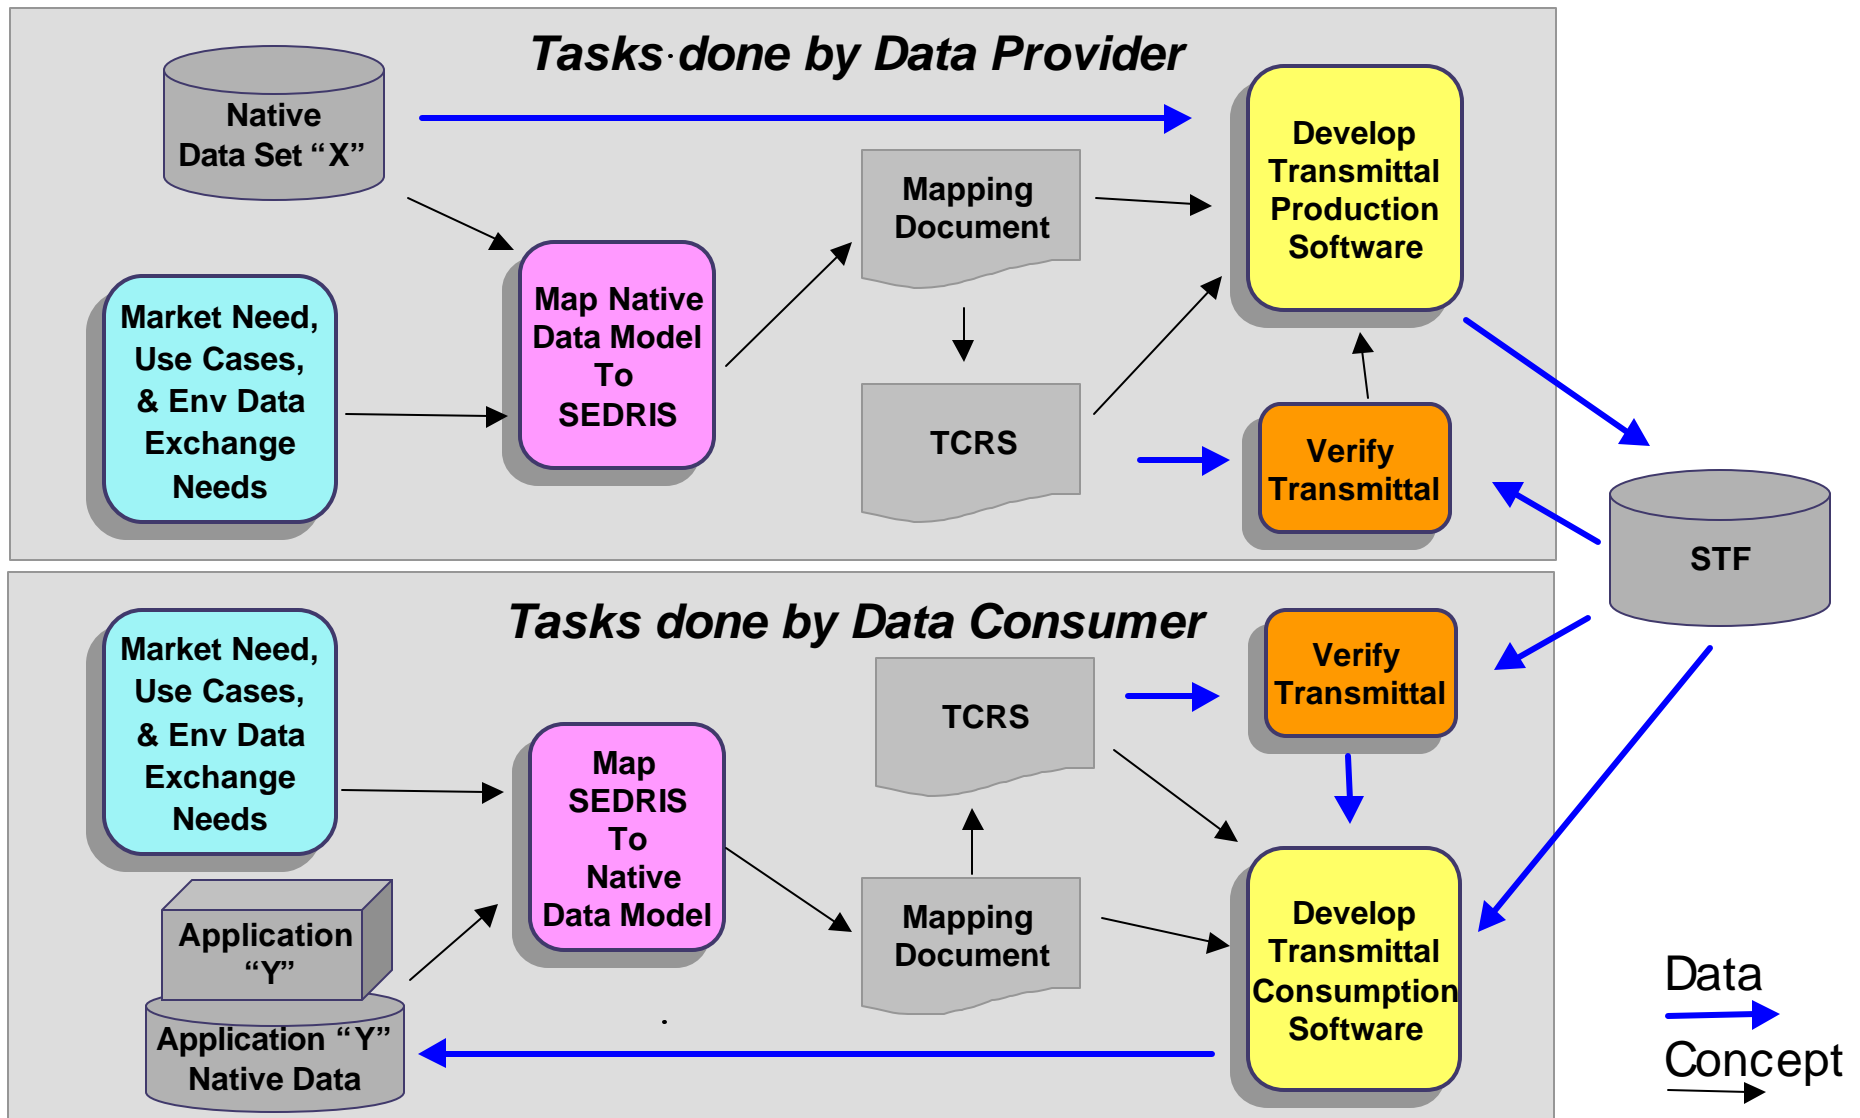 Tasks done by Data Provider
Native
Data Set “X”
Market Need,
Use Cases,
& Env Data
Exchange
Needs
Map Native
Data Model
To
SEDRIS
Mapping
Document
TCRS
Develop
Transmittal
Production
Software
Verify
Transmittal
STF
Tasks done by Data Consumer
Market Need,
Use Cases,
& Env Data
Exchange
Needs
Application
“Y”
Application “Y”
Native Data
Map
SEDRIS
To
Native
Data Model
TCRS
Mapping
Document
Verify
Transmittal
Develop
Transmittal
Consumption
Software
Data
Concept